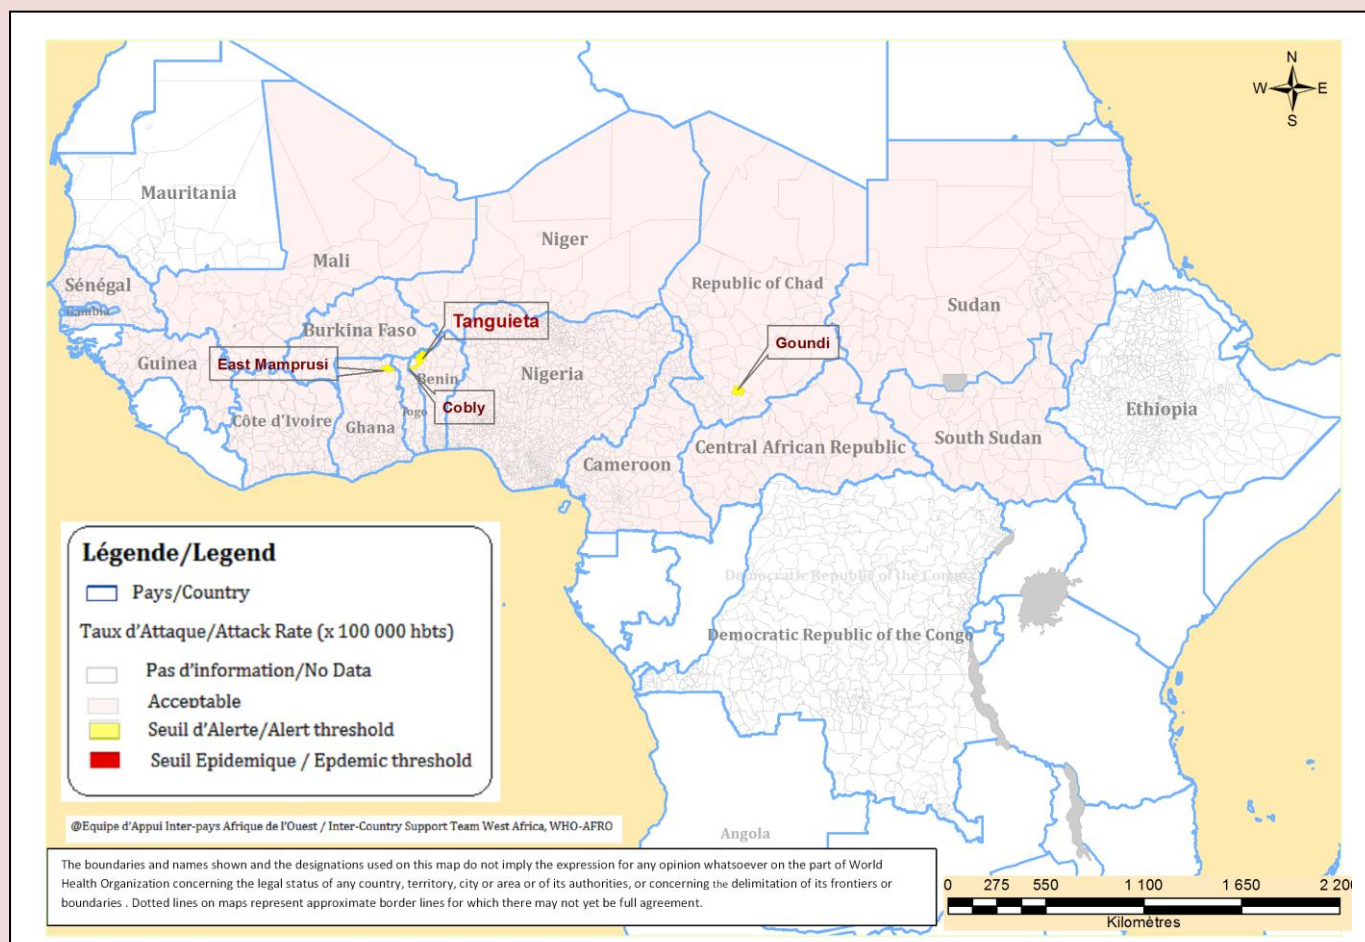 N
W E
S
Mauritania
Mali
Niger
Republic of Chad
Sudan
Sénégal
Gambia
Burkina Faso
Tanguieta
Goundi
Guinea
East Mamprusi
Benin
Nigeria
Cobly
Togo
Côte d'Ivoire
Ghana
Ethiopia
South Sudan
Central African Republic
Cameroon
Democratic Republic of the Congo
Democratic Republic of the Congo
Angola
Légende/Legend
Pays/Country
Taux d'Attaque/Attack Rate (x 100 000 hbts)
Pas d'information/No Data
Acceptable
Seuil d'Alerte/Alert threshold
Seuil Epidemique / Epdemic threshold
@Equipe d'Appui Inter-pays Afrique de l'Ouest / Inter-Country Support Team West Africa, WHO-AFRO
The boundaries and names shown and the designations used on this map do not imply the expression for any opinion whatsoever on the part of World
Health Organization concerning the legal status of any country, territory, city or area or of its authorities, or concerning the delimitation of its frontiers or
boundaries . Dotted lines on maps represent approximate border lines for which there may not yet be full agreement.
0 275 550 1 100 1 650 2 200
Kilomètres